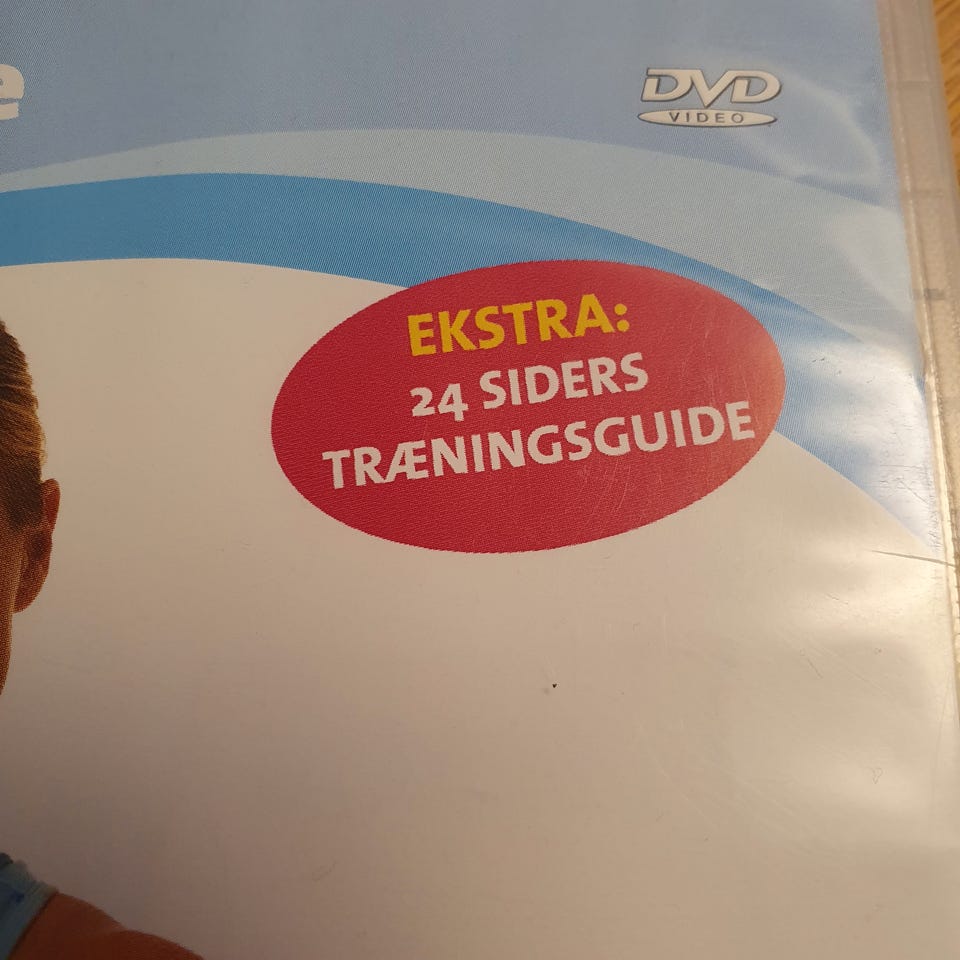 e
DVD
VIDEO
EKSTRA:
24 SIDERS
TRÆNINGSGUIDE